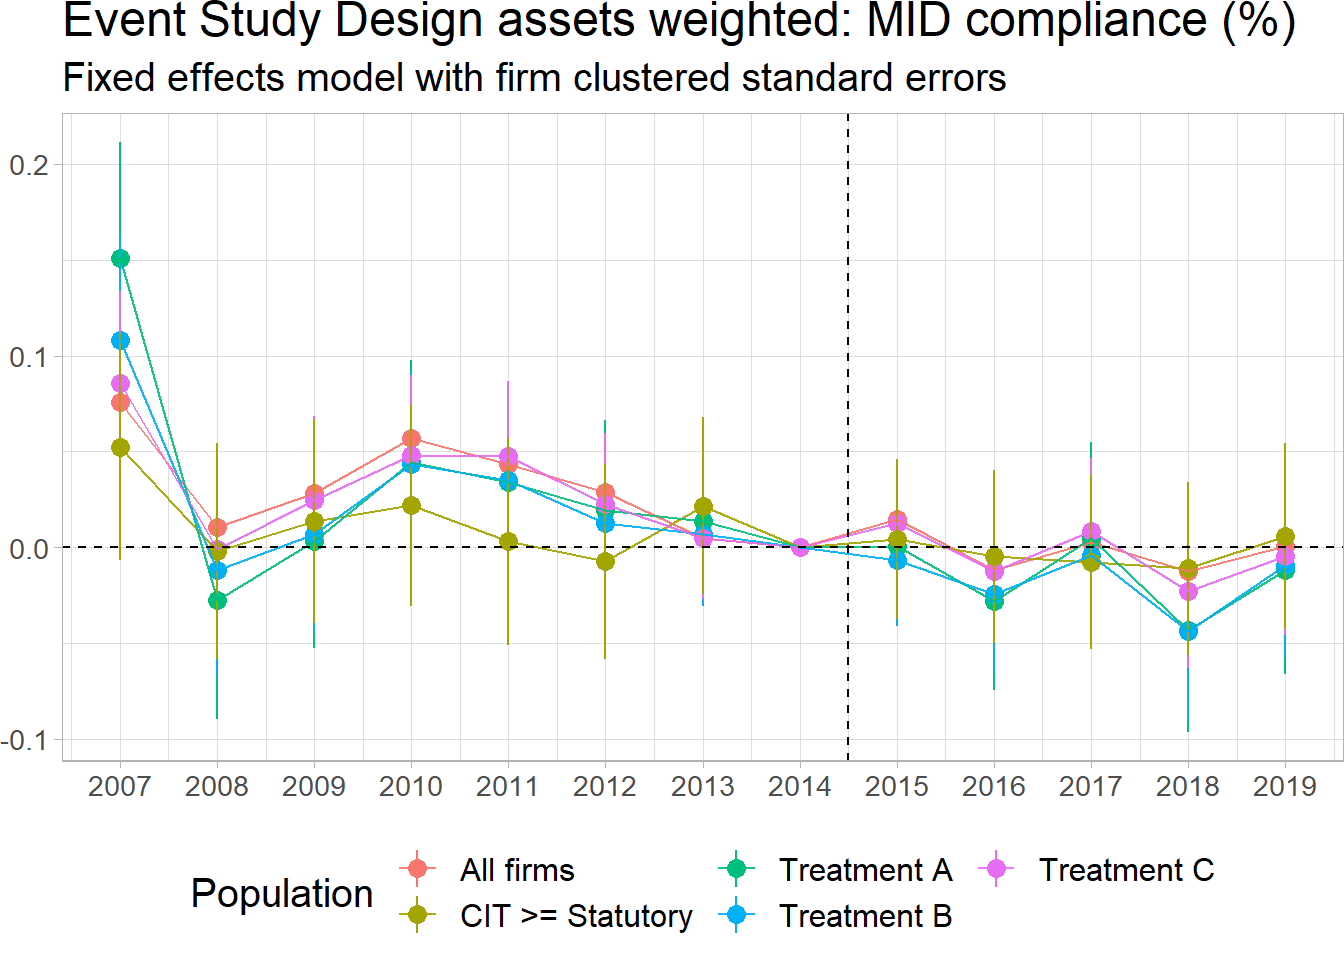 Event Study Design assets weighted: MID compliance (%)
Fixed effects model with firm clustered standard errors
0.2
0.1
0.0
-0.1
2007 2008 2009 2010 2011 2012 2013 2014 2015 2016 2017 2018 2019
Population
All firms
CIT >= Statutory
Treatment A
Treatment B
Treatment C